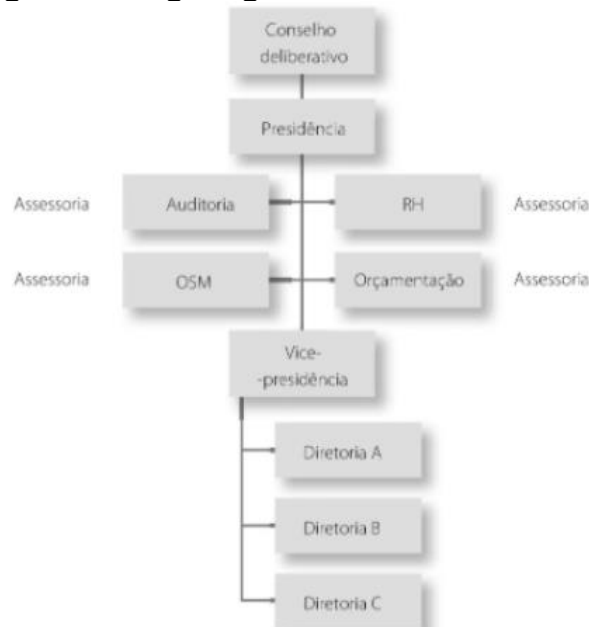 Conselho
deliberativo
Presidência
Assessoria
Auditoria
RH
Assessoria
Assessoria
OSM
Orçamentação
Assessoria
Vice-
-presidência
Diretoria A
Diretoria B
Diretoria C